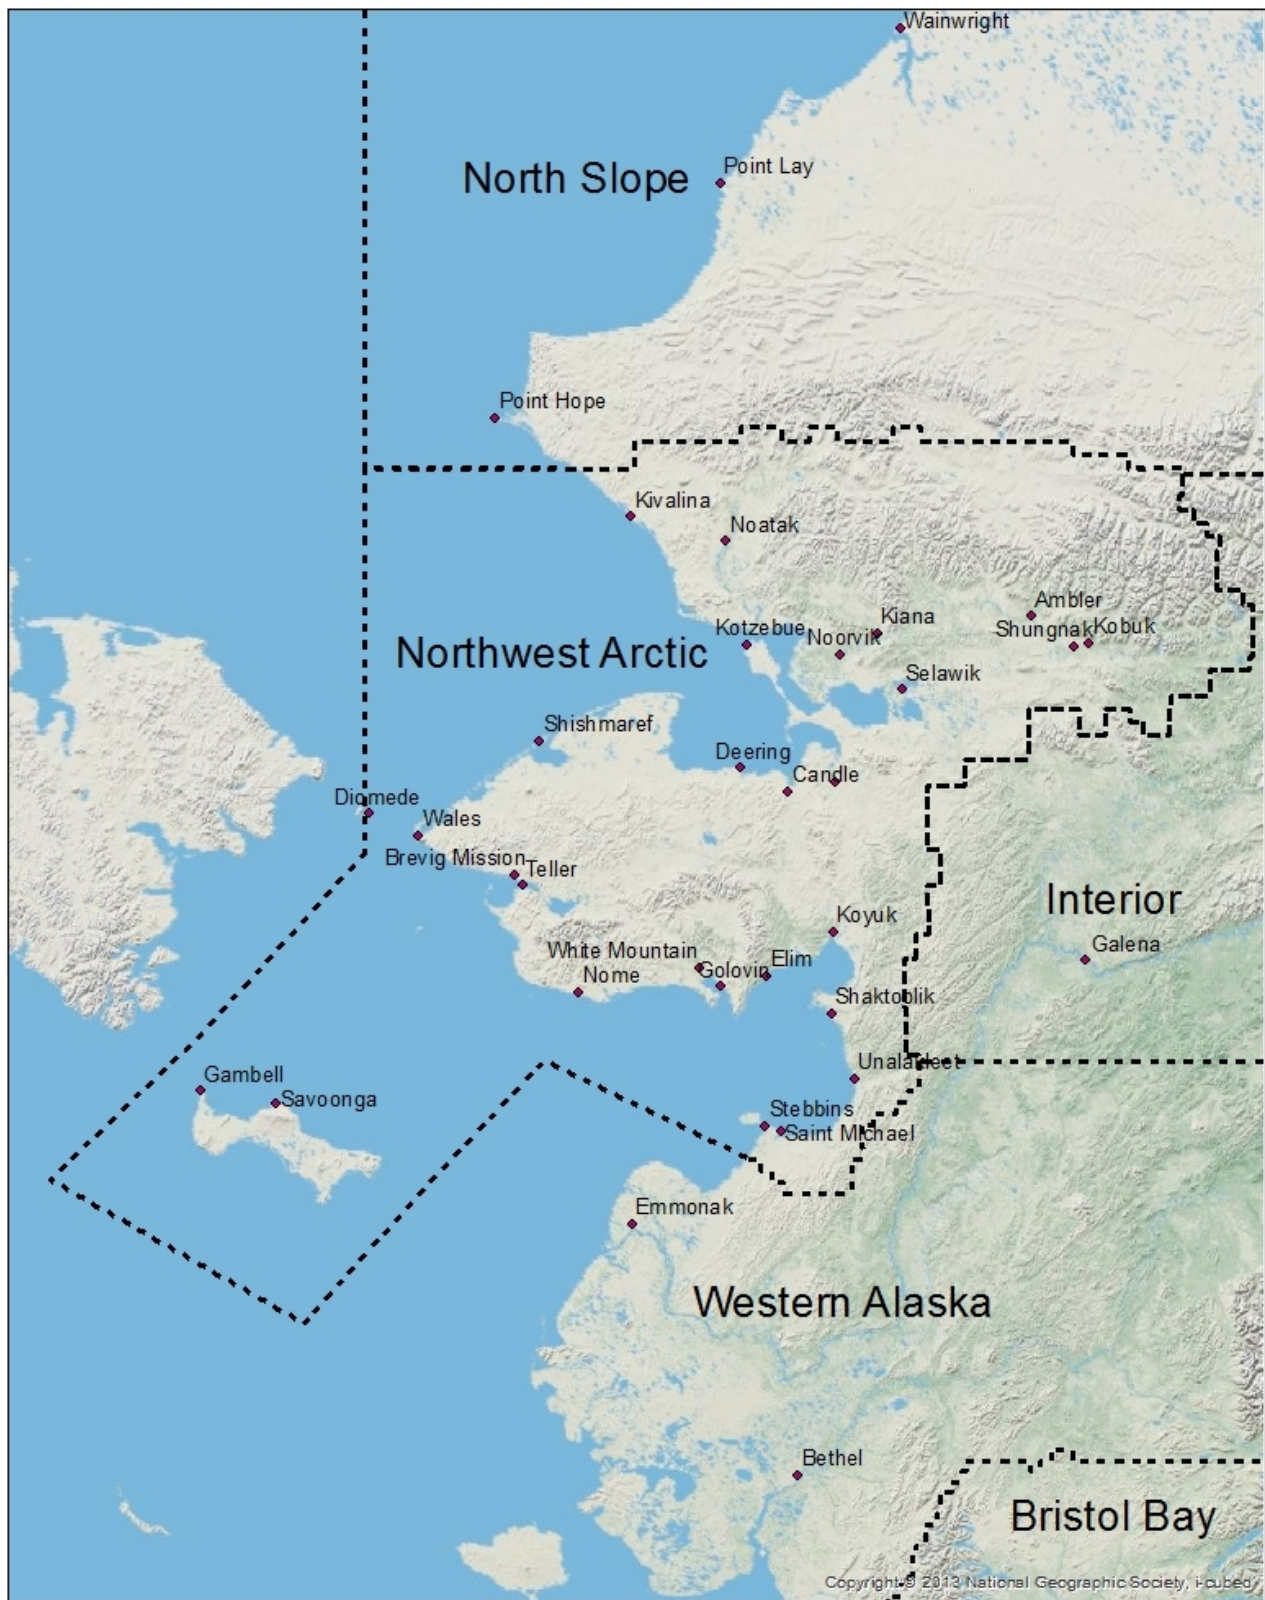 Wainwright
Point Lay
North Slope
Point Hope
Kivalina
Noatak
Ambler
Kiana
Kotzebue
Noorvik
Shungnak
Kobuk
Northwest Arctic
Selawik
Shishmaref
Deering
Candle
Diomede
Wales
Brevig Mission
Teller
Interior
Koyuk
Galena
White Mountain
Elim
Golovin
Nome
Shaktoolik
Unalakleet
Gambell
Savoonga
Stebbins
Saint Michael
Emmonak
Western Alaska
Bethel
Bristol Bay
Copyright:© 2013 National Geographic Society, i-cubed